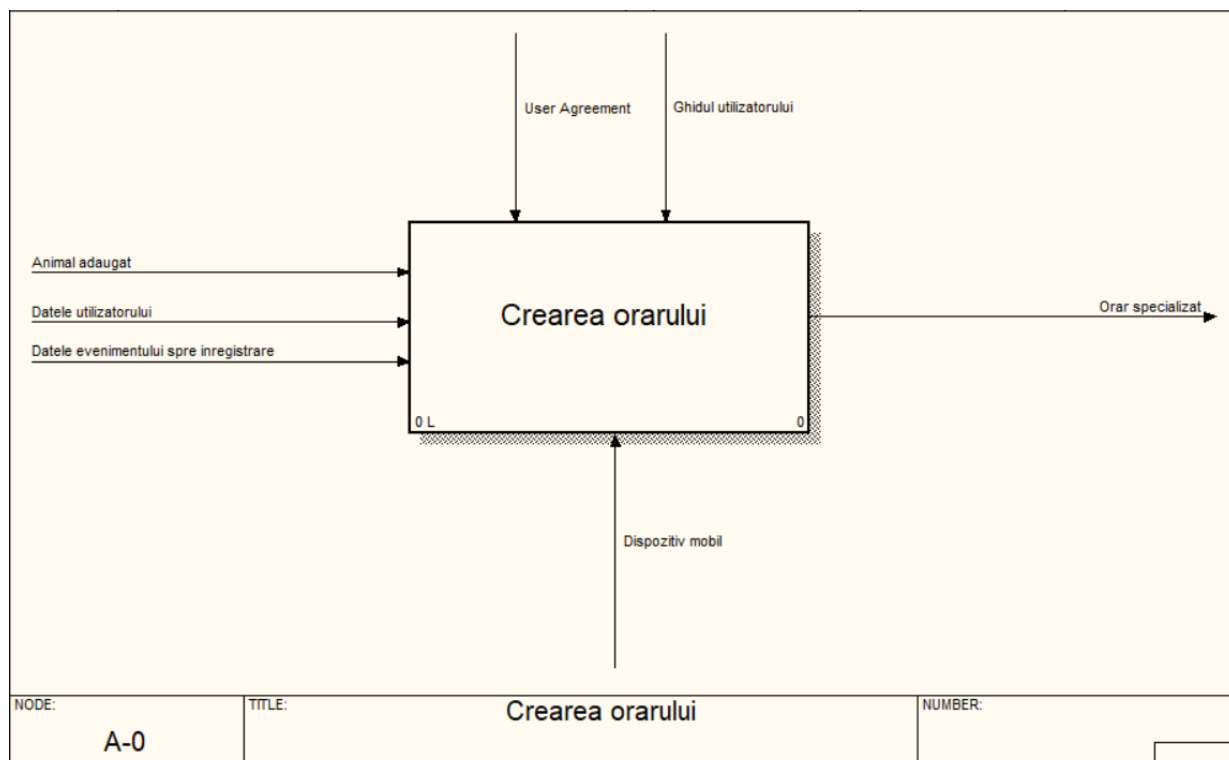 User Agreement
Ghidul utilizatorului
Animal adaugat
Datele utilizatorului
Datele evenimentului spre inregistrare
Crearea orarului
0 L
0
Orar specializat
Dispozitiv mobil
NODE:
A-0
TITLE:
Crearea orarului
NUMBER: